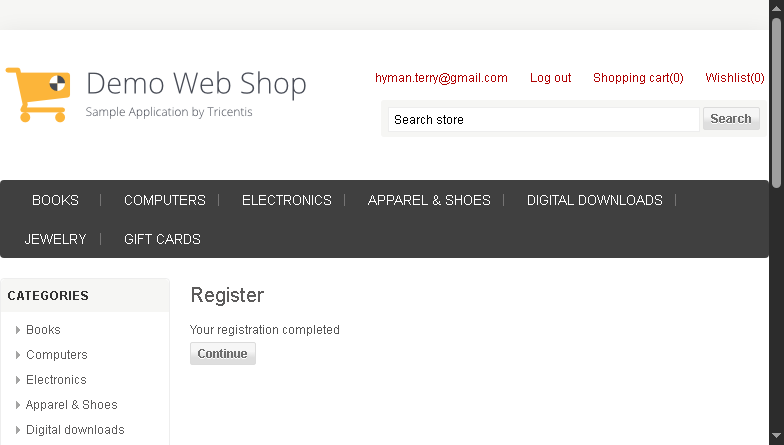 Demo Web Shop
Sample Application by Tricentis
hyman.terry@gmail.com Log out Shopping cart(0) Wishlist(0)
Search store Search
BOOKS COMPUTERS ELECTRONICS APPAREL & SHOES DIGITAL DOWNLOADS
JEWELRY GIFT CARDS
CATEGORIES
Books
Computers
Electronics
Apparel & Shoes
Digital downloads
Register
Your registration completed
Continue